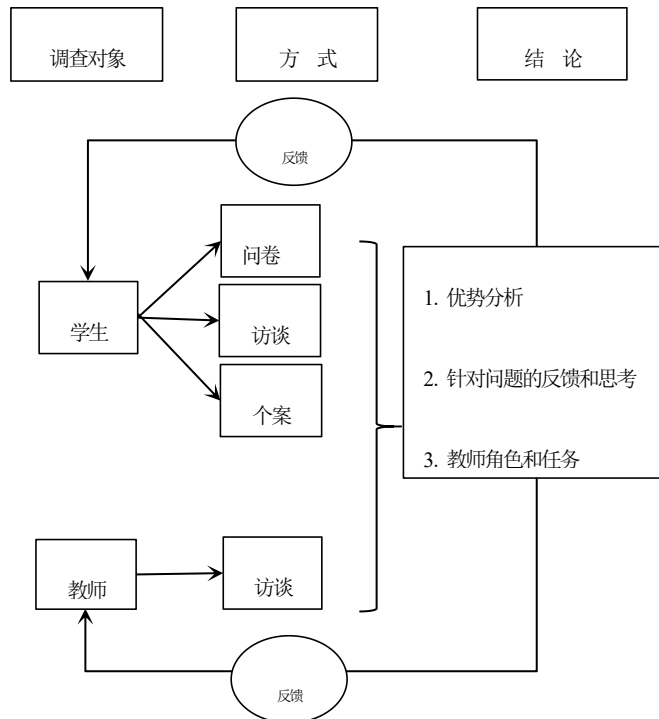 调查对象
方 式
结 论
反馈
问卷
学生
访谈
个案
1. 优势分析
2. 针对问题的反馈和思考
3. 教师角色和任务
教师
访谈
反馈